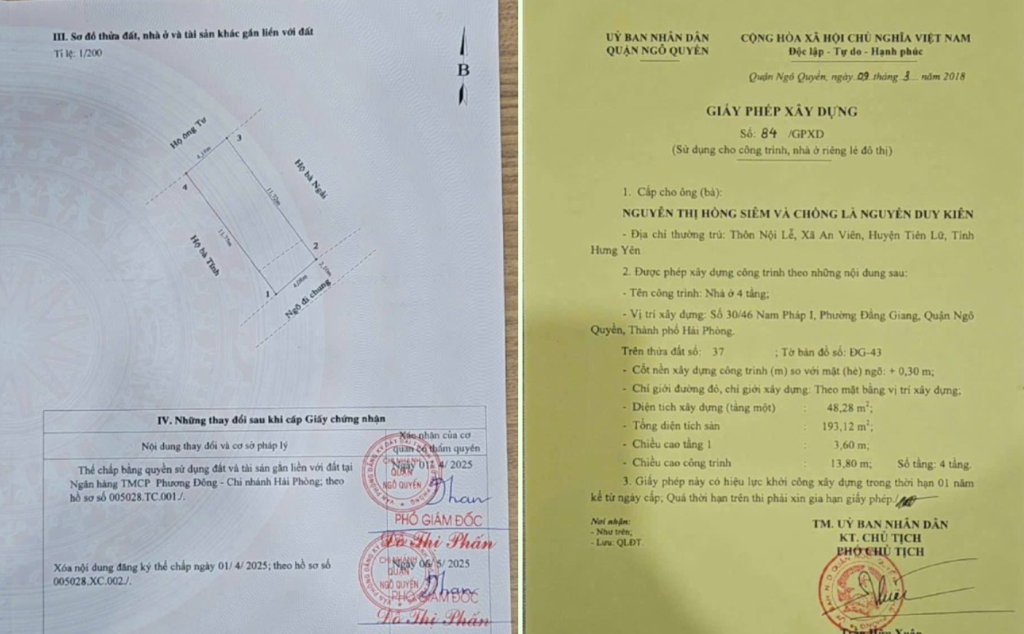 III. Sơ đồ thửa đất, nhà ở và tài sản khác gắn liền với đất
Tỉ lệ: 1/200
B
Hộ ông Tư
3
4
Hộ bà Ngãi
Hộ bà Tĩnh
2
1
4,08m
Ngõ đi chung
IV. Những thay đổi sau khi cấp Giấy chứng nhận
Nội dung thay đổi và cơ sở pháp lý
Xác nhận của cơ quan có thẩm quyền
Thế chấp bằng quyền sử dụng đất và tài sản gắn liền với đất tại
Ngân hàng TMCP Phương Đông - Chi nhánh Hải Phòng; theo
hồ sơ số 005028.TC.001./.
Ngày 01/ 4/ 2025
CHI NHÁNH
QUẬN
NGÔ QUYỀN
PHÓ GIÁM ĐỐC
Đỗ Thị Phấn
Xóa nội dung đăng ký thế chấp ngày 01/ 4/ 2025; theo hồ sơ số
005028.XC.002./.
Ngày 06/ 5/ 2025
CHI NHÁNH
QUẬN
NGÔ QUYỀN
PHÓ GIÁM ĐỐC
Đỗ Thị Phấn
UỶ BAN NHÂN DÂN
QUẬN NGÔ QUYỀN
CỘNG HÒA XÃ HỘI CHỦ NGHĨA VIỆT NAM
Độc lập - Tự do - Hạnh phúc
Quận Ngô Quyền, ngày 09 tháng 3 năm 2018
GIẤY PHÉP XÂY DỰNG
Số: 84 /GPXD
(Sử dụng cho công trình, nhà ở riêng lẻ đô thị)
1. Cấp cho ông (bà):
NGUYỄN THỊ HỒNG SIÊM VÀ CHỒNG LÀ NGUYỄN DUY KIÊN
- Địa chỉ thường trú: Thôn Nội Lễ, Xã An Viên, Huyện Tiên Lữ, Tỉnh
Hưng Yên
2. Được phép xây dựng công trình theo những nội dung sau:
- Tên công trình: Nhà ở 4 tầng;
- Vị trí xây dựng: Số 30/46 Nam Pháp I, Phường Đằng Giang, Quận Ngô
Quyền, Thành phố Hải Phòng.
Trên thửa đất số: 37 ; Tờ bản đồ số: ĐG-43
- Cốt nền xây dựng công trình (m) so với mặt (hè) ngõ: + 0,30 m;
- Chỉ giới đường đỏ, chỉ giới xây dựng: Theo mặt bằng vị trí xây dựng;
- Diện tích xây dựng (tầng một) : 48,28 m²;
- Tổng diện tích sàn : 193,12 m²;
- Chiều cao tầng 1 : 3,60 m;
- Chiều cao công trình : 13,80 m; Số tầng: 4 tầng.
3. Giấy phép này có hiệu lực khởi công xây dựng trong thời hạn 01 năm
kể từ ngày cấp; Quá thời hạn trên thì phải xin gia hạn giấy phép./.
Nơi nhận:
- Như trên;
- Lưu: QLĐT.
TM. UỶ BAN NHÂN DÂN
KT. CHỦ TỊCH
PHÓ CHỦ TỊCH